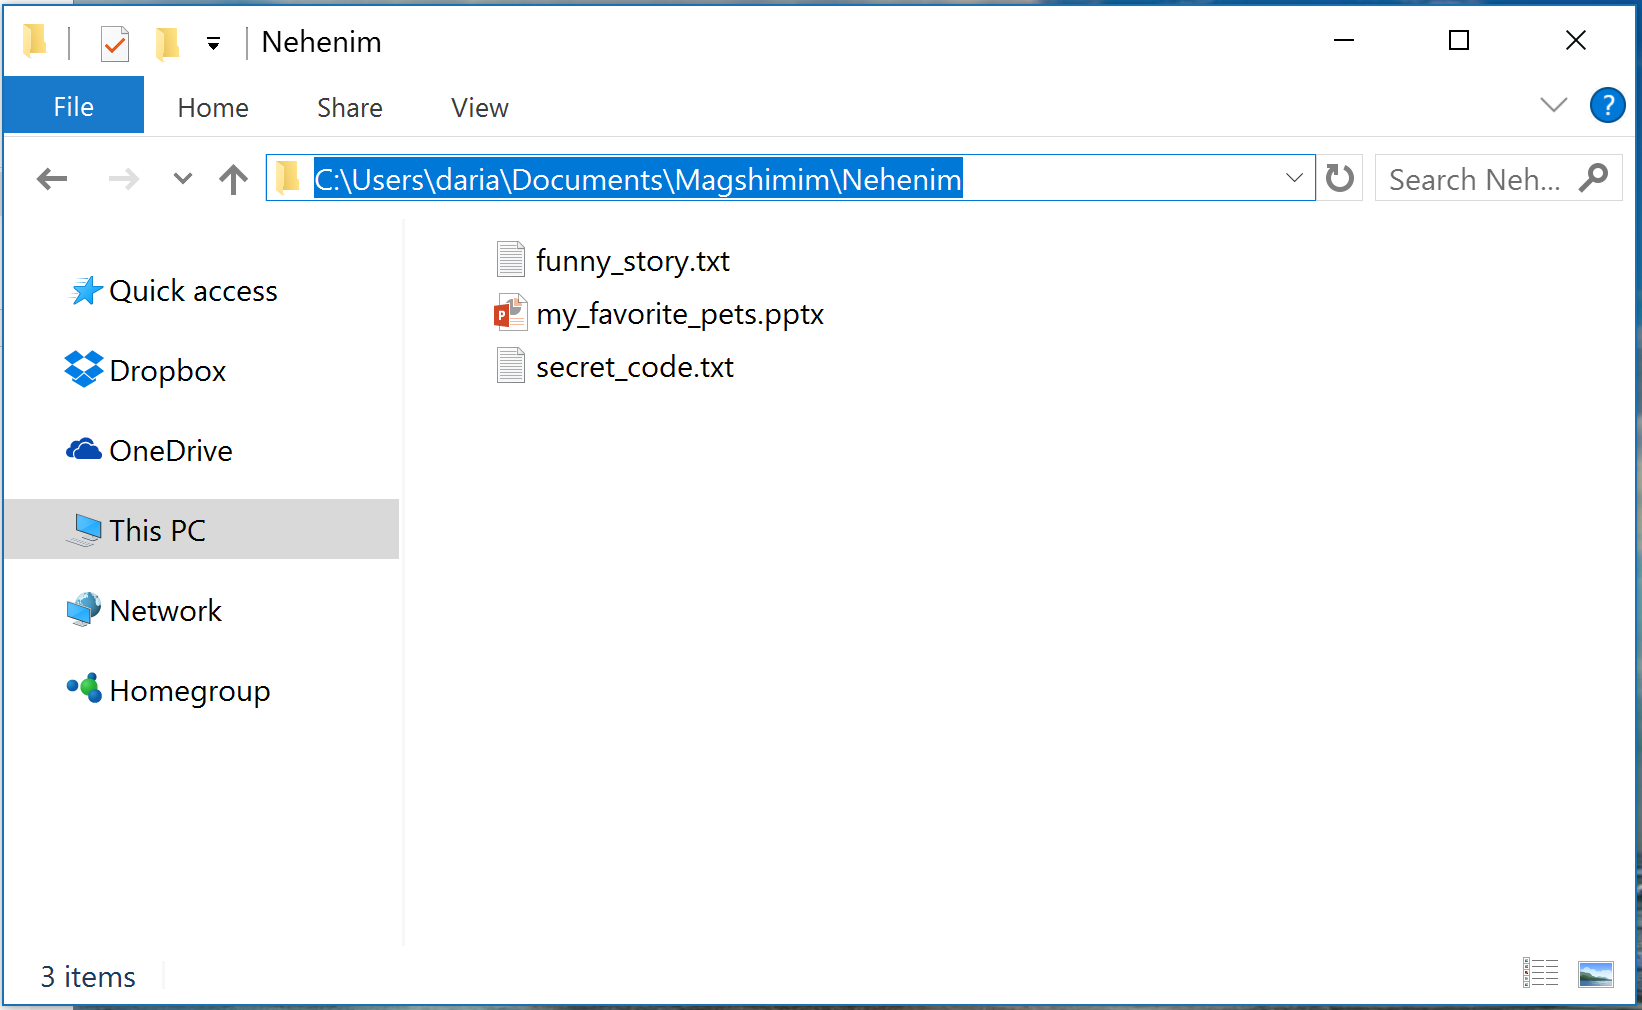 Nehenim
File Home Share View
?
C:\Users\daria\Documents\Magshimim\Nehenim
Search Neh...
Quick access
Dropbox
OneDrive
This PC
Network
Homegroup
funny_story.txt
P my_favorite_pets.pptx
secret_code.txt
3 items